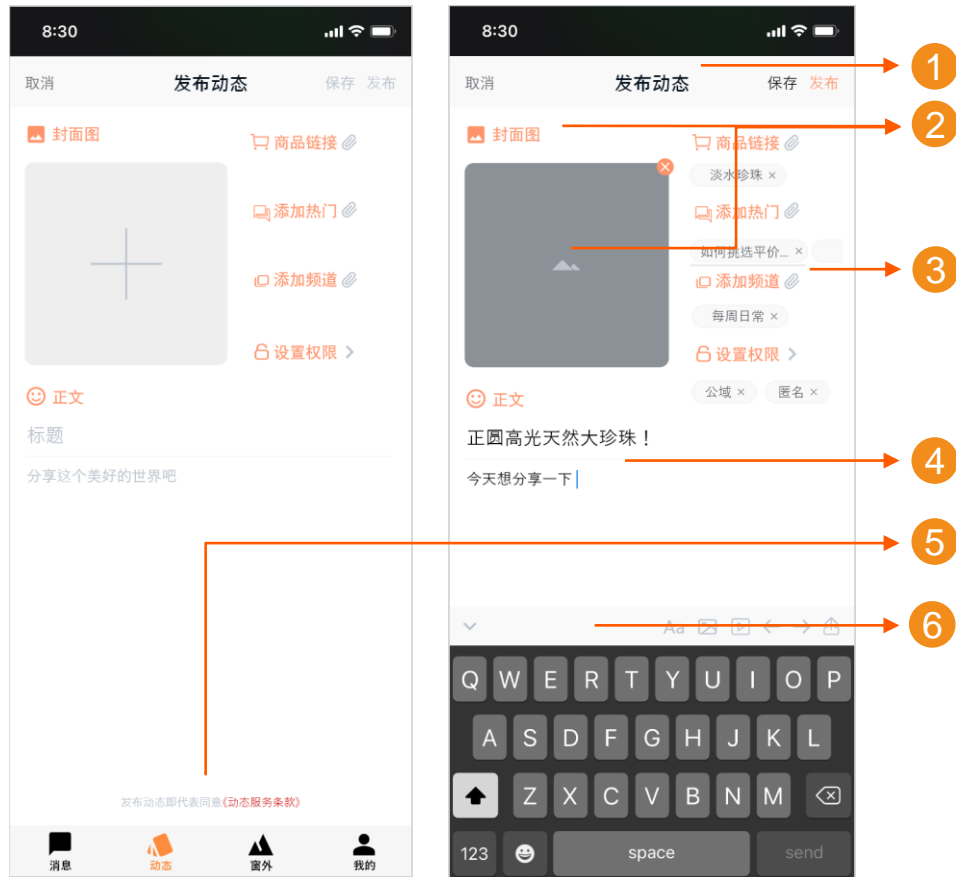 8:30
取消 发布动态 保存 发布
封面图
商品链接
添加热门
添加频道
设置权限
正文
标题
分享这个美好的世界吧
发布动态即代表同意《动态服务条款》
消息 动态 窗外 我的
8:30
取消 发布动态 保存 发布
封面图
商品链接
淡水珍珠 ×
添加热门
如何挑选平价... ×
添加频道
每周日常 ×
设置权限
公域 × 匿名 ×
正文
正圆高光天然大珍珠！
今天想分享一下
Aa
Q W E R T Y U I O P
A S D F G H J K L
Z X C V B N M
123 space send
1
2
3
4
5
6